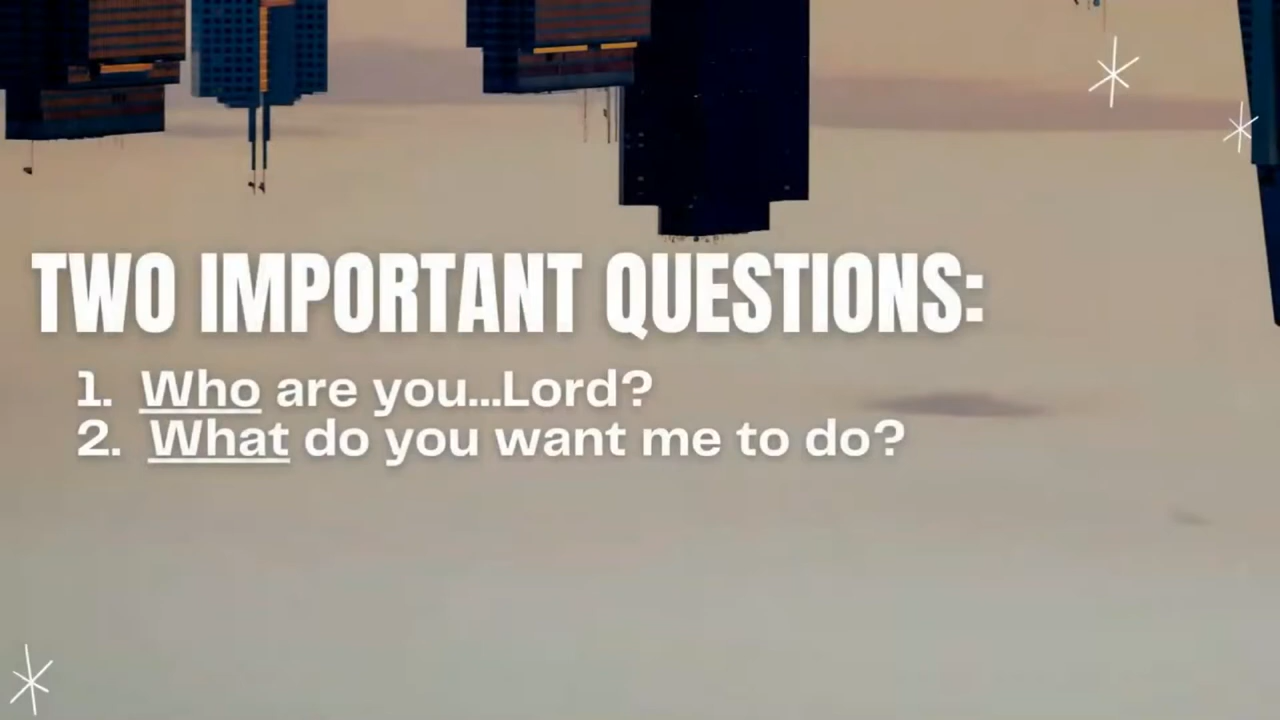 TWO IMPORTANT QUESTIONS:
1. Who are you...Lord?
2. What do you want me to do?